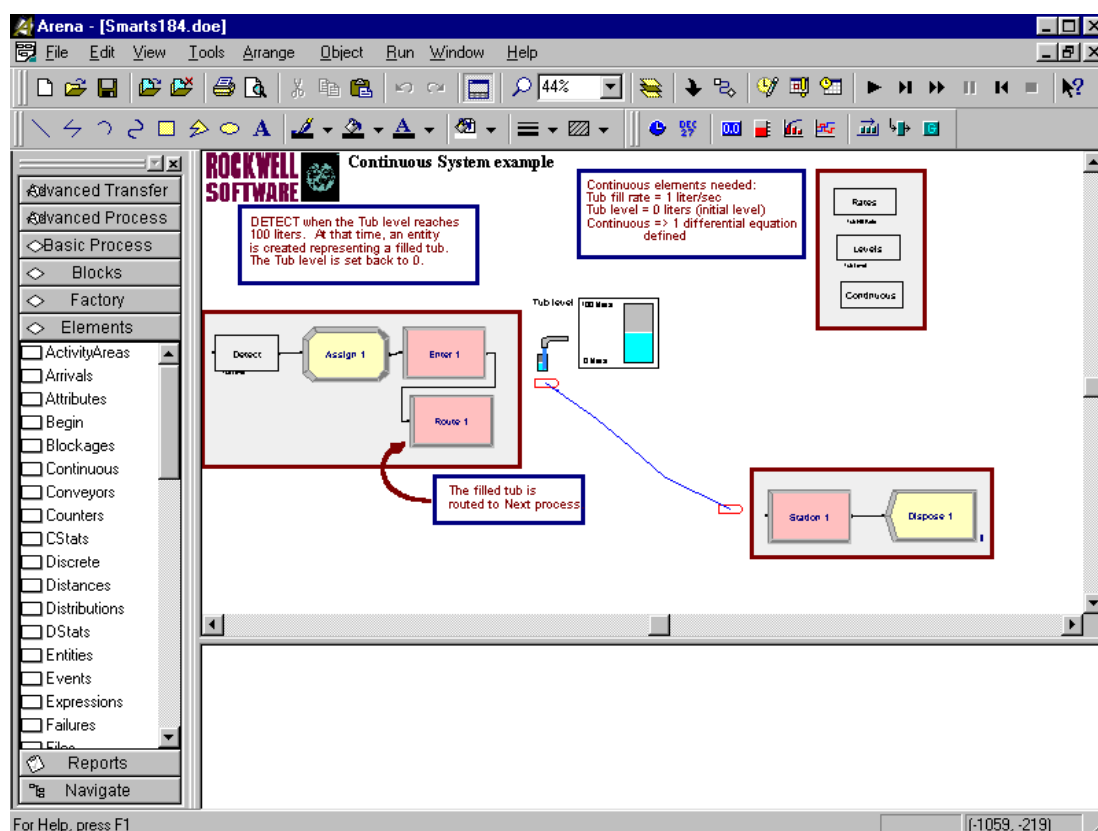 Arena - [Smarts184.doe]
File Edit View Tools Arrange Object Run Window Help
44%
A A
DEC 27 0.0
Advanced Transfer
Advanced Process
Basic Process
Blocks
Factory
Elements
ActivityAreas
Arrivals
Attributes
Begin
Blockages
Continuous
Conveyors
Counters
CStats
Discrete
Distances
Distributions
DStats
Entities
Events
Expressions
Failures
Files
Reports
Navigate
ROCKWELL
SOFTWARE
Continuous System example
DETECT when the Tub level reaches
100 liters. At that time, an entity
is created representing a filled tub.
The Tub level is set back to 0.
Continuous elements needed:
Tub fill rate = 1 liter/sec
Tub level = 0 liters (initial level)
Continuous => 1 differential equation
defined
Rates
Levels
Continuous
Tub level
Detect
Assign 1
Enter 1
Route 1
The filled tub is
routed to Next process
Station 1
Dispose 1
For Help, press F1
(-1059, -219)